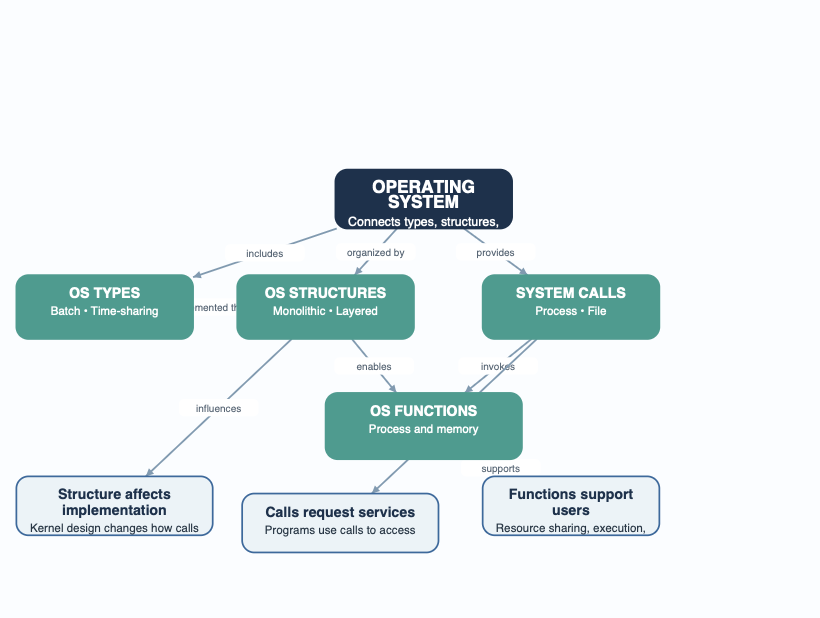 OPERATING
SYSTEM
Connects types, structures,
includes
organized by
provides
OS TYPES
Batch • Time-sharing
mented th
OS STRUCTURES
Monolithic • Layered
SYSTEM CALLS
Process • File
enables
invokes
influences
OS FUNCTIONS
Process and memory
supports
Structure affects
implementation
Kernel design changes how calls
Calls request services
Programs use calls to access
Functions support
users
Resource sharing, execution,